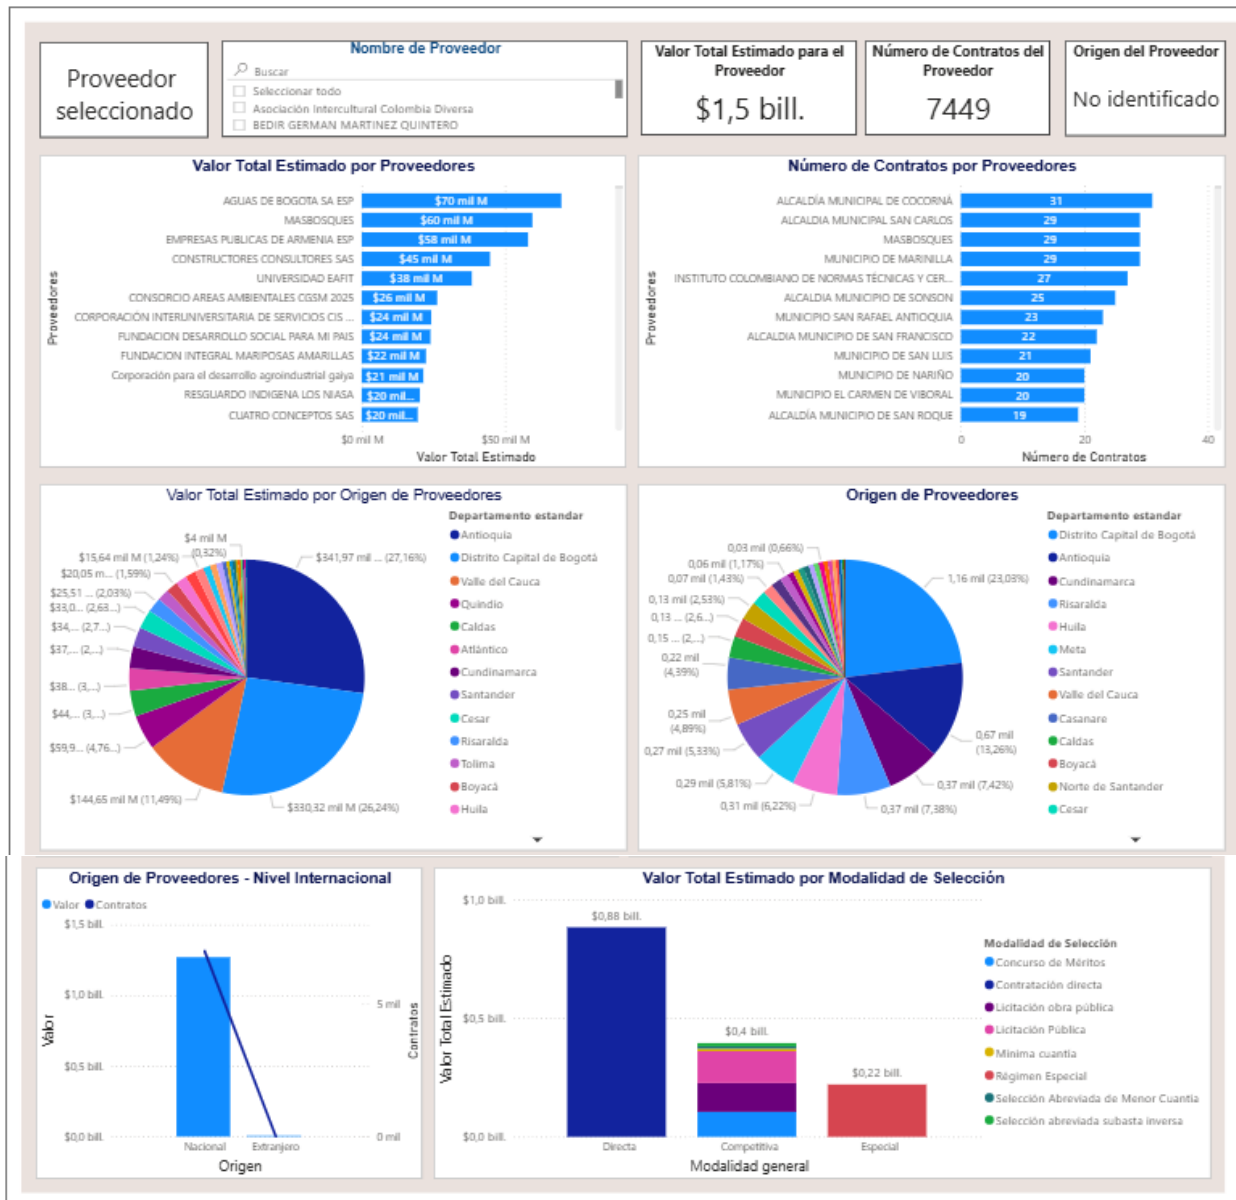 Proveedor
seleccionado
Nombre de Proveedor
Buscar
Seleccionar todo
Asociación Intercultural Colombia Diversa
BEDIR GERMAN MARTINEZ QUINTERO
Valor Total Estimado para el
Proveedor
$1,5 bill.
Número de Contratos del
Proveedor
7449
Origen del Proveedor
No identificado
Valor Total Estimado por Proveedores
Proveedores
AGUAS DE BOGOTA SA ESP $70 mil M
MASBOSQUES $60 mil M
EMPRESAS PUBLICAS DE ARMENIA ESP $58 mil M
CONSTRUCTORES CONSULTORES SAS $45 mil M
UNIVERSIDAD EAFIT $38 mil M
CONSORCIO AREAS AMBIENTALES CGSM 2025 $26 mil M
CORPORACIÓN INTERUNIVERSITARIA DE SERVICIOS CIS ... $24 mil M
FUNDACION DESARROLLO SOCIAL PARA MI PAIS $24 mil M
FUNDACION INTEGRAL MARIPOSAS AMARILLAS $22 mil M
Corporación para el desarrollo agroindustrial gaiya $21 mil M
RESGUARDO INDIGENA LOS NIASA $20 mil...
CUATRO CONCEPTOS SAS $20 mil...
$0 mil M $50 mil M
Valor Total Estimado
Número de Contratos por Proveedores
Proveedores
ALCALDÍA MUNICIPAL DE COCORNÁ 31
ALCALDIA MUNICIPAL SAN CARLOS 29
MASBOSQUES 29
MUNICIPIO DE MARINILLA 29
INSTITUTO COLOMBIANO DE NORMAS TÉCNICAS Y CER... 27
ALCALDIA MUNICIPIO DE SONSON 25
MUNICIPIO SAN RAFAEL ANTIOQUIA 23
ALCALDIA MUNICIPIO DE SAN FRANCISCO 22
MUNICIPIO DE SAN LUIS 21
MUNICIPIO DE NARIÑO 20
MUNICIPIO EL CARMEN DE VIBORAL 20
ALCALDÍA MUNICIPIO DE SAN ROQUE 19
0 20 40
Número de Contratos
Valor Total Estimado por Origen de Proveedores
$4 mil M
(0,32%)
$15,64 mil M (1,24%)
$20,05 m... (1,59%)
$25,51 ... (2,03%)
$33,0... (2,63...)
$34,... (2,7...)
$37,... (2,...)
$38... (3,...)
$44,... (3,...)
$59,9... (4,76...)
$144,65 mil M (11,49%)
$330,32 mil M (26,24%)
$341,97 mil ... (27,16%)
Departamento estandar
Antioquia
Distrito Capital de Bogotá
Valle del Cauca
Quindio
Caldas
Atlántico
Cundinamarca
Santander
Cesar
Risaralda
Tolima
Boyacá
Huila
Origen de Proveedores
0,03 mil (0,66%)
0,06 mil (1,17%)
0,07 mil (1,43%)
0,13 mil (2,53%)
0,13 ... (2,6...)
0,15 ... (2,...)
0,22 mil
(4,39%)
0,25 mil
(4,89%)
0,27 mil (5,33%)
0,29 mil (5,81%)
0,31 mil (6,22%)
0,37 mil (7,38%)
0,37 mil (7,42%)
0,67 mil
(13,26%)
1,16 mil (23,03%)
Departamento estandar
Distrito Capital de Bogotá
Antioquia
Cundinamarca
Risaralda
Huila
Meta
Santander
Valle del Cauca
Casanare
Caldas
Boyacá
Norte de Santander
Cesar
Origen de Proveedores - Nivel Internacional
Valor Contratos
$1,5 bill.
$1,0 bill.
$0,5 bill.
$0,0 bill.
Valor
5 mil
0 mil
Contratos
Nacional Extranjero
Origen
Valor Total Estimado por Modalidad de Selección
$1,0 bill.
$0,5 bill.
$0,0 bill.
Valor Total Estimado
$0,88 bill.
$0,4 bill.
$0,22 bill.
Directa Competitiva Especial
Modalidad general
Modalidad de Selección
Concurso de Méritos
Contratación directa
Licitación obra pública
Licitación Pública
Mínima cuantía
Régimen Especial
Selección Abreviada de Menor Cuantía
Selección abreviada subasta inversa